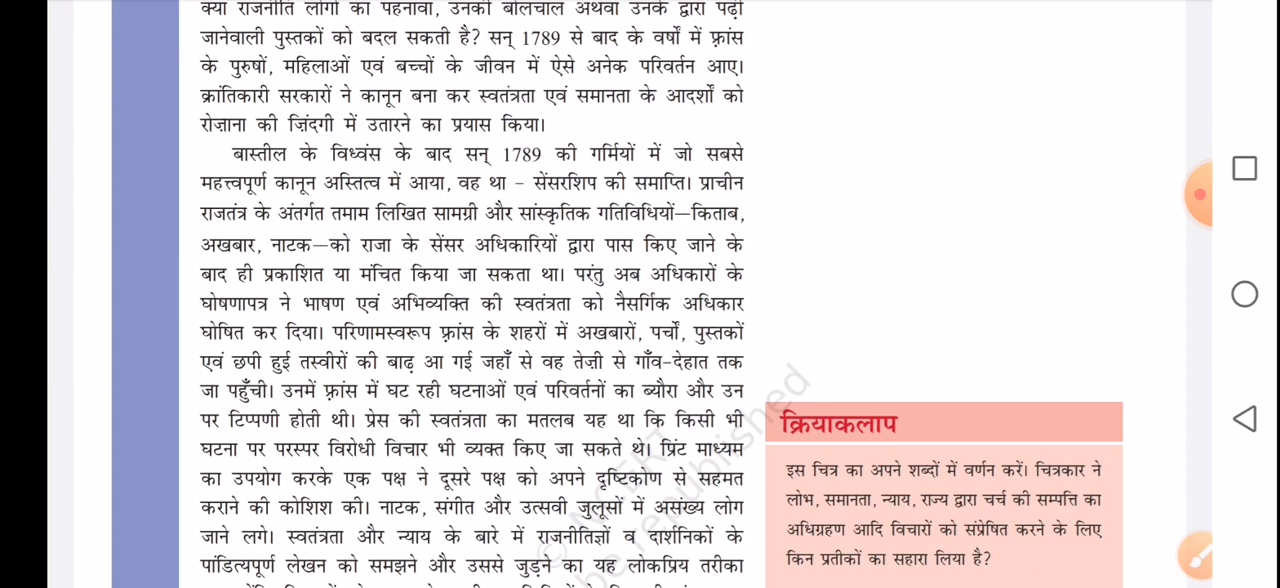 क्या राजनीति लोगों का पहनावा, उनकी बोलचाल अथवा उनके द्वारा पढ़ी
जानेवाली पुस्तकों को बदल सकती है? सन् 1789 से बाद के वर्षों में फ़्रांस
के पुरुषों, महिलाओं एवं बच्चों के जीवन में ऐसे अनेक परिवर्तन आए।
क्रांतिकारी सरकारों ने कानून बना कर स्वतंत्रता एवं समानता के आदर्शों को
रोज़ाना की ज़िंदगी में उतारने का प्रयास किया।
बास्तील के विध्वंस के बाद सन् 1789 की गर्मियों में जो सबसे
महत्त्वपूर्ण कानून अस्तित्व में आया, वह था – सेंसरशिप की समाप्ति। प्राचीन
राजतंत्र के अंतर्गत तमाम लिखित सामग्री और सांस्कृतिक गतिविधियों—किताब,
अखबार, नाटक—को राजा के सेंसर अधिकारियों द्वारा पास किए जाने के
बाद ही प्रकाशित या मंचित किया जा सकता था। परंतु अब अधिकारों के
घोषणापत्र ने भाषण एवं अभिव्यक्ति की स्वतंत्रता को नैसर्गिक अधिकार
घोषित कर दिया। परिणामस्वरूप फ़्रांस के शहरों में अखबारों, पर्चों, पुस्तकों
एवं छपी हुई तस्वीरों की बाढ़ आ गई जहाँ से वह तेज़ी से गाँव-देहात तक
जा पहुँची। उनमें फ़्रांस में घट रही घटनाओं एवं परिवर्तनों का ब्यौरा और उन
पर टिप्पणी होती थी। प्रेस की स्वतंत्रता का मतलब यह था कि किसी भी
घटना पर परस्पर विरोधी विचार भी व्यक्त किए जा सकते थे। प्रिंट माध्यम
का उपयोग करके एक पक्ष ने दूसरे पक्ष को अपने दृष्टिकोण से सहमत
कराने की कोशिश की। नाटक, संगीत और उत्सवी जुलूसों में असंख्य लोग
जाने लगे। स्वतंत्रता और न्याय के बारे में राजनीतिज्ञों व दार्शनिकों के
पांडित्यपूर्ण लेखन को समझने और उससे जुड़ने का यह लोकप्रिय तरीका
क्रियाकलाप
इस चित्र का अपने शब्दों में वर्णन करें। चित्रकार ने
लोभ, समानता, न्याय, राज्य द्वारा चर्च की सम्पत्ति का
अधिग्रहण आदि विचारों को संप्रेषित करने के लिए
किन प्रतीकों का सहारा लिया है?
© NCERT
be republished